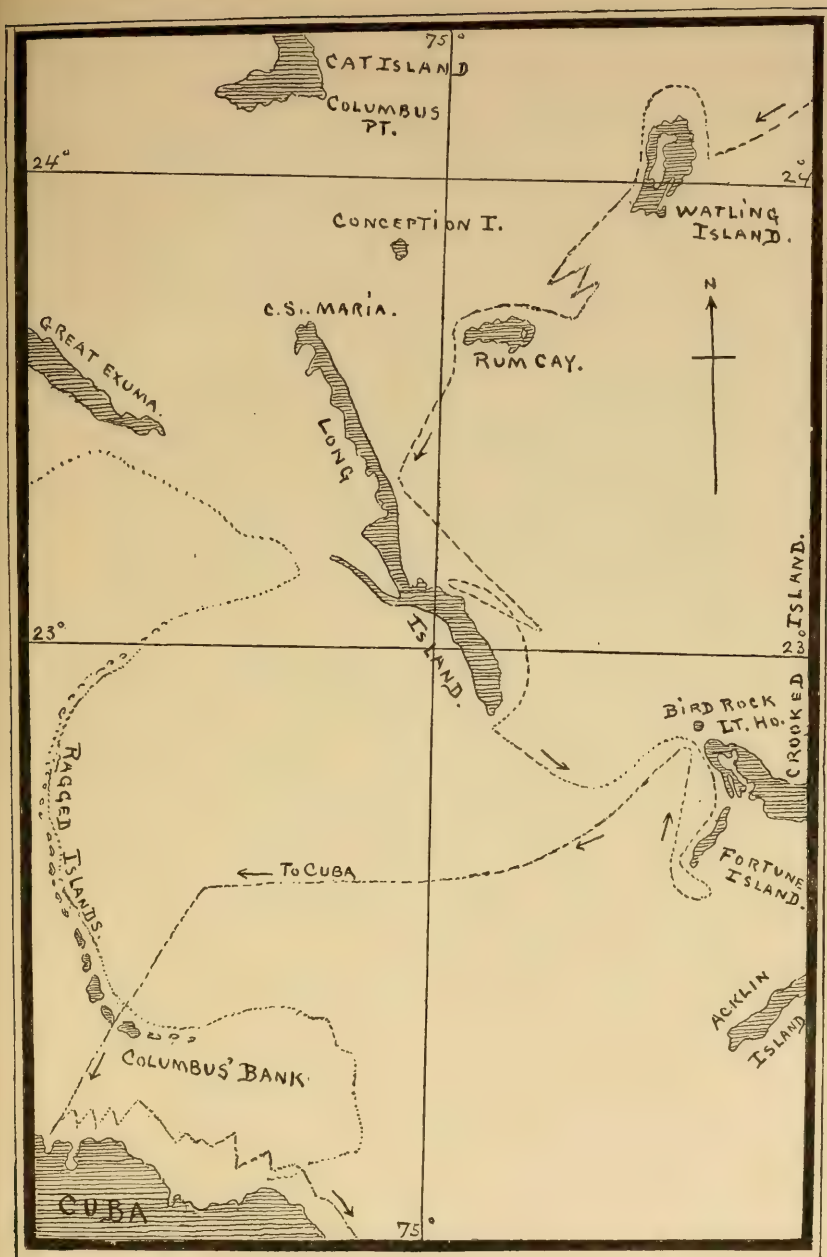 75°
CAT ISLAND
COLUMBUS
PT.
24°
24°
WATLING
ISLAND.
CONCEPTION I.
N
C. S. MARIA.
GREAT EXUMA.
RUM CAY.
LONG
ISLAND.
23°
23°
CROOKED ISLAND.
BIRD ROCK
LT. HO.
RAGGED ISLANDS.
TO CUBA
FORTUNE
ISLAND.
ACKLIN
ISLAND
COLUMBUS' BANK.
CUBA
75°